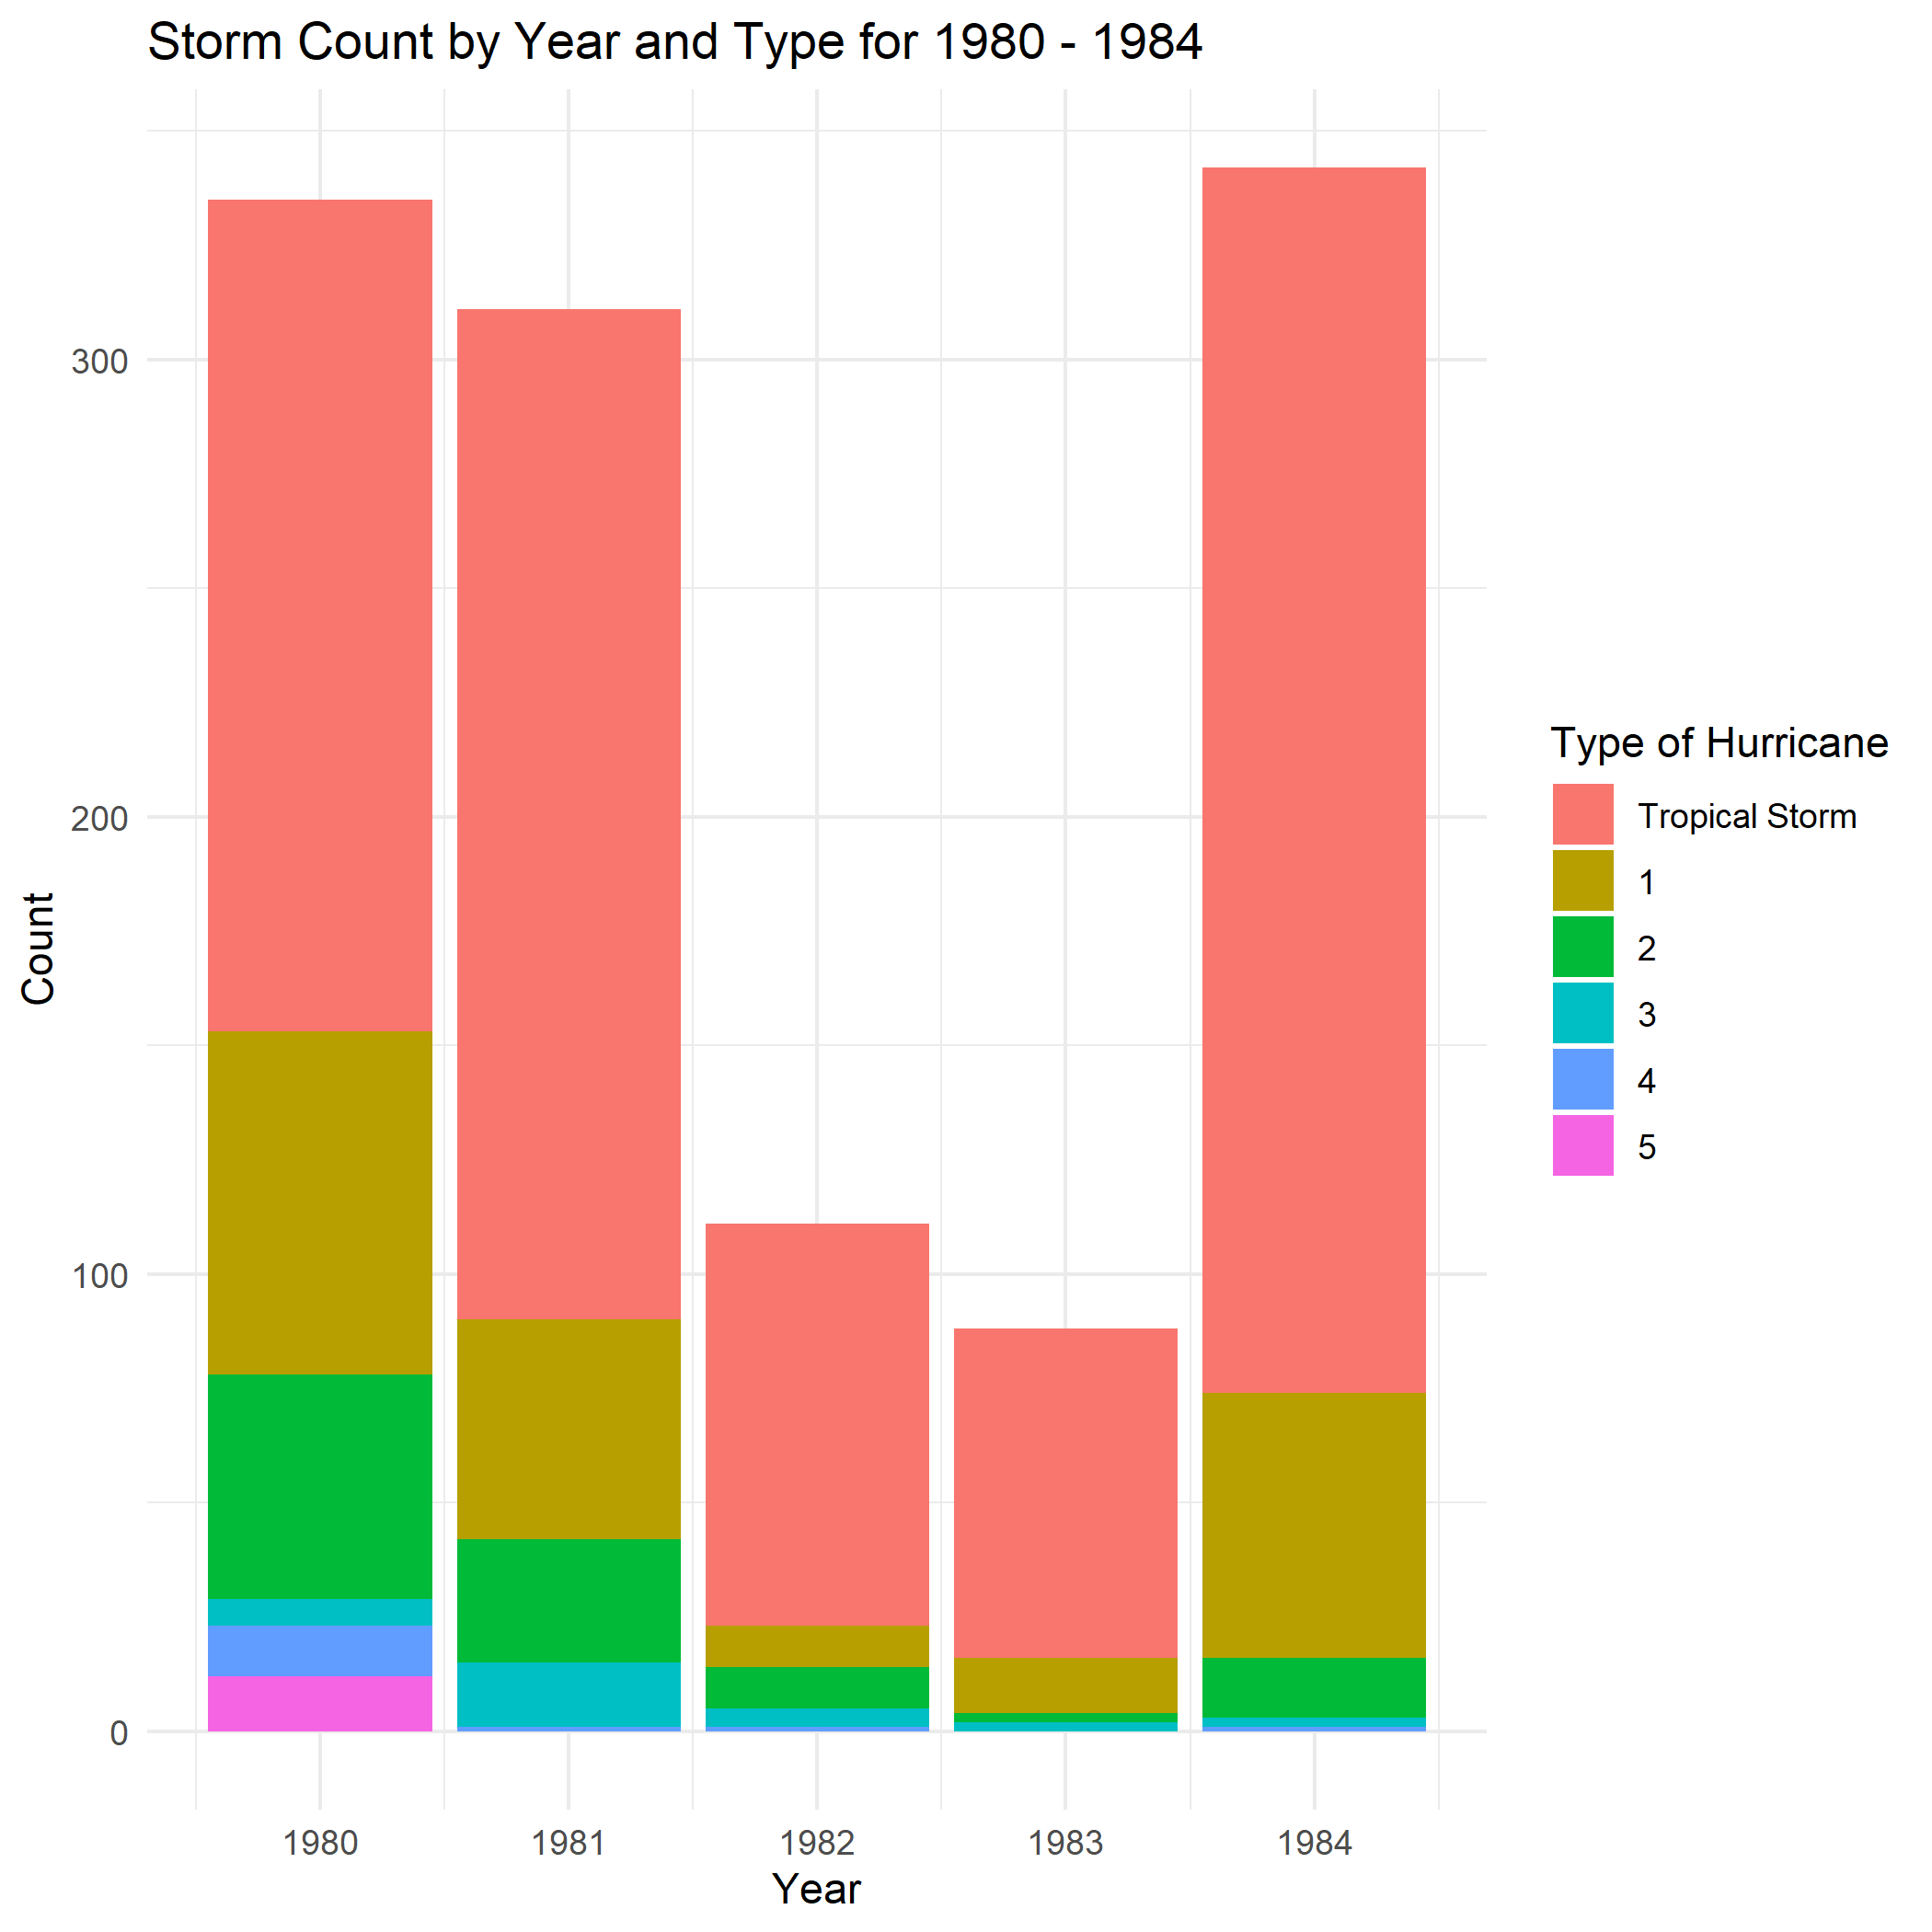 Storm Count by Year and Type for 1980 - 1984
300
200
100
0
Count
1980
1981
1982
1983
1984
Year
Type of Hurricane
Tropical Storm
1
2
3
4
5